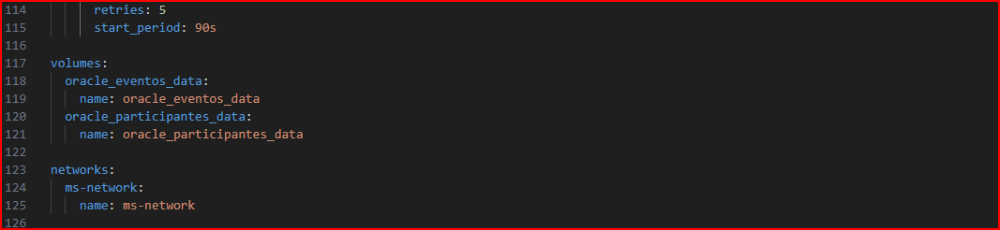 114 retries: 5
115 start_period: 90s
116
117 volumes:
118 oracle_eventos_data:
119 name: oracle_eventos_data
120 oracle_participantes_data:
121 name: oracle_participantes_data
122
123 networks:
124 ms-network:
125 name: ms-network
126